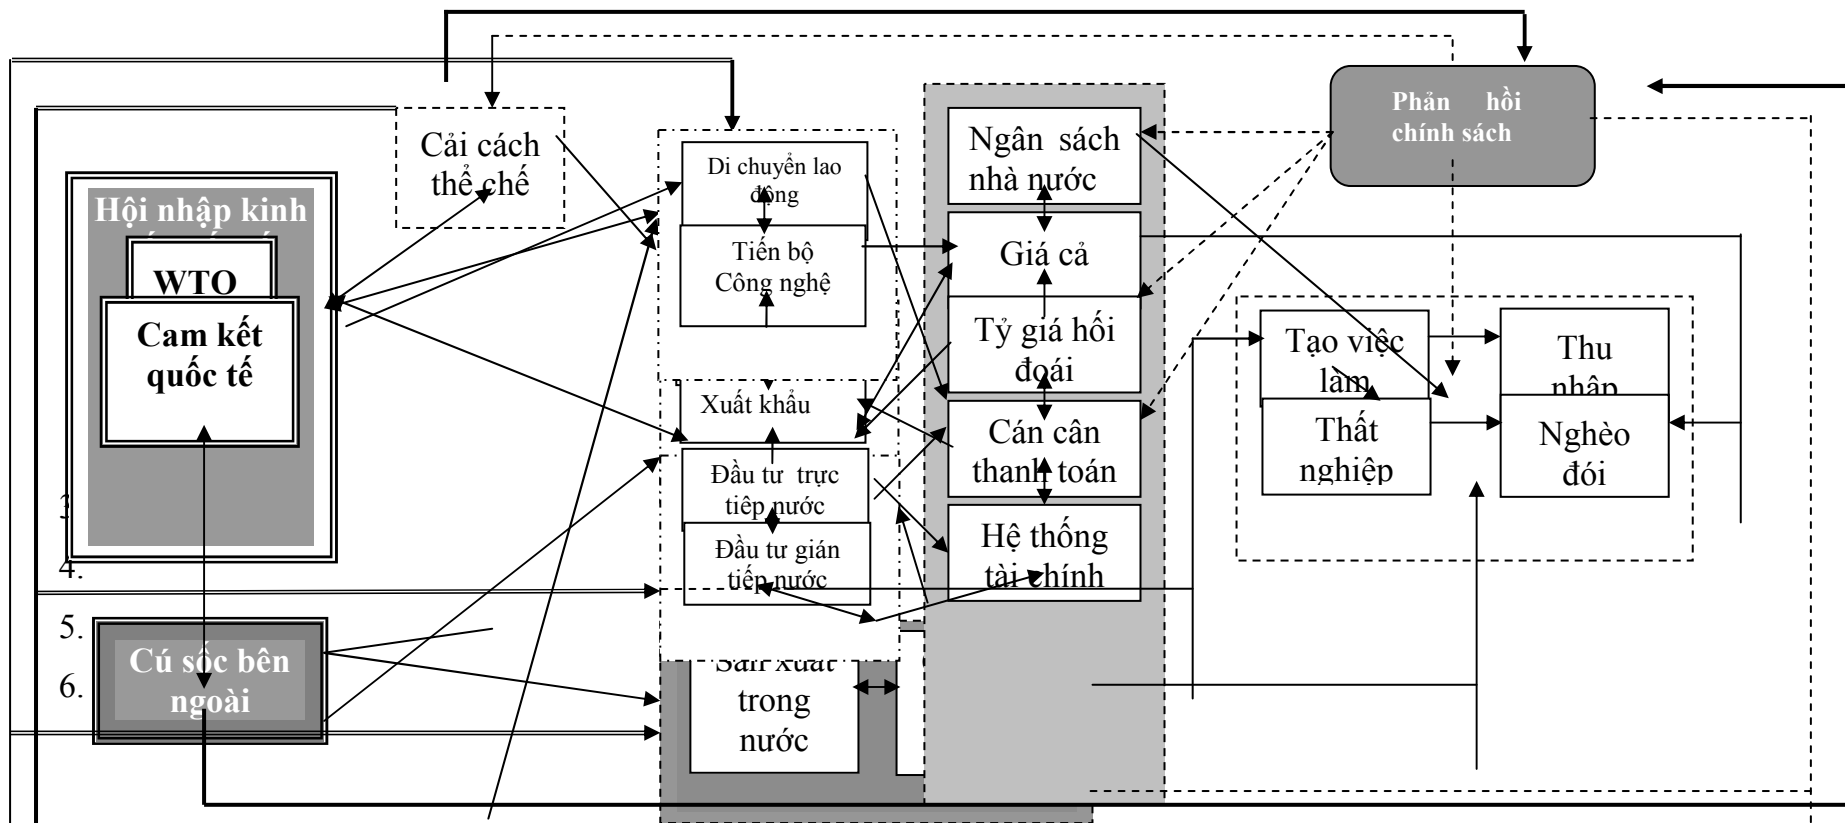 Phản hồi
chính sách
Cải cách
thể chế
Ngân sách
nhà nước
Di chuyển lao
động
Hội nhập kinh
Tiến bộ
Công nghệ
Giá cả
WTO
Cam kết
quốc tế
Tỷ giá hối
đoái
Tạo việc
làm
Thu
nhập
Xuất khẩu
Cán cân
thanh toán
Thất
nghiệp
Nghèo
đói
Đầu tư trực
tiếp nước
3
4.
Đầu tư gián
tiếp nước
Hệ thống
tài chính
5.
Cú sốc bên
ngoài
6.
Sản xuất
trong
nước